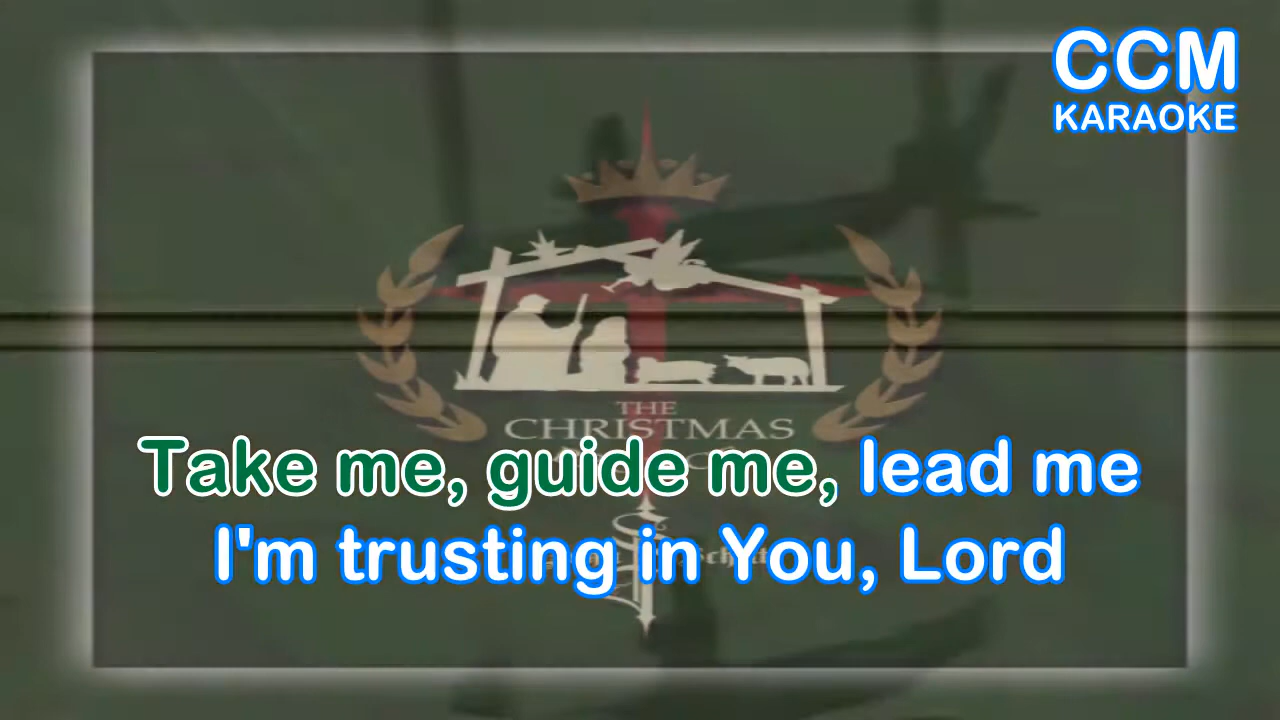 CCM
KARAOKE
THE
CHRISTMAS
Take me, guide me, lead me
I'm trusting in You, Lord